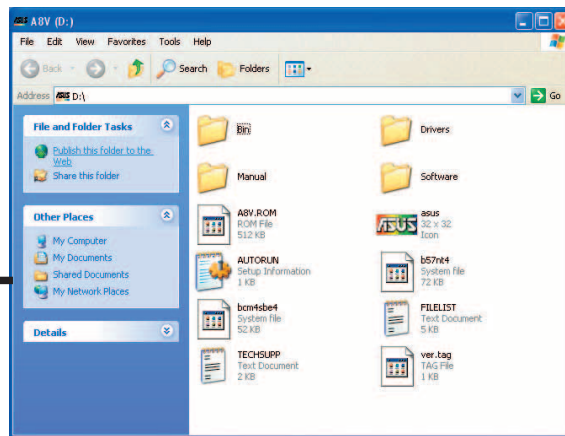 A8V (D:)
File Edit View Favorites Tools Help
Back Search Folders
Address D:\ Go
File and Folder Tasks
Publish this folder to the
Web
Share this folder
Other Places
My Computer
My Documents
Shared Documents
My Network Places
Details
Bin
Drivers
Manual
Software
A8V.ROM
ROM File
512 KB
asus
32 x 32
Icon
AUTORUN
Setup Information
1 KB
b57nt4
System file
72 KB
bcm4sbe4
System file
52 KB
FILELIST
Text Document
5 KB
TECHSUPP
Text Document
2 KB
ver.tag
TAG File
1 KB